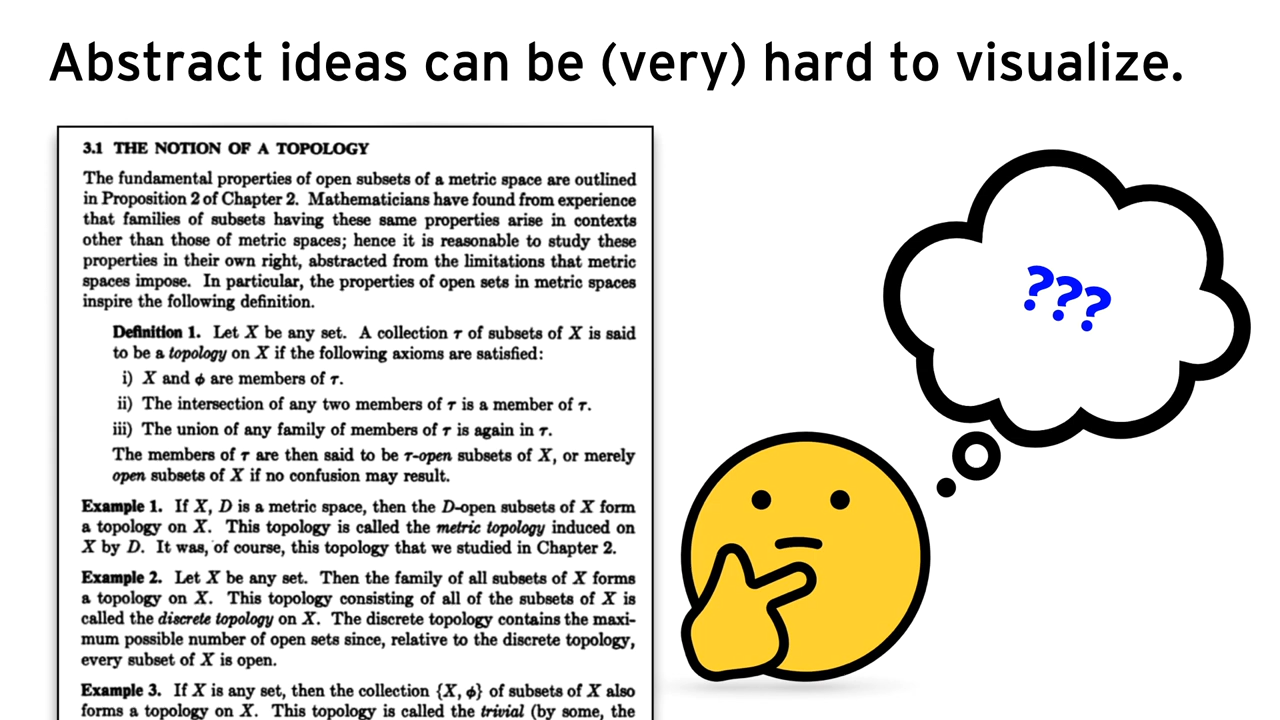 Abstract ideas can be (very) hard to visualize.
3.1 THE NOTION OF A TOPOLOGY
The fundamental properties of open subsets of a metric space are outlined
in Proposition 2 of Chapter 2. Mathematicians have found from experience
that families of subsets having these same properties arise in contexts
other than those of metric spaces; hence it is reasonable to study these
properties in their own right, abstracted from the limitations that metric
spaces impose. In particular, the properties of open sets in metric spaces
inspire the following definition.
Definition 1. Let X be any set. A collection τ of subsets of X is said
to be a topology on X if the following axioms are satisfied:
i) X and ϕ are members of τ.
ii) The intersection of any two members of τ is a member of τ.
iii) The union of any family of members of τ is again in τ.
The members of τ are then said to be τ-open subsets of X, or merely
open subsets of X if no confusion may result.
Example 1. If X, D is a metric space, then the D-open subsets of X form
a topology on X. This topology is called the metric topology induced on
X by D. It was, of course, this topology that we studied in Chapter 2.
Example 2. Let X be any set. Then the family of all subsets of X forms
a topology on X. This topology consisting of all of the subsets of X is
called the discrete topology on X. The discrete topology contains the maxi-
mum possible number of open sets since, relative to the discrete topology,
every subset of X is open.
Example 3. If X is any set, then the collection {X, ϕ} of subsets of X also
forms a topology on X. This topology is called the trivial (by some, the
???